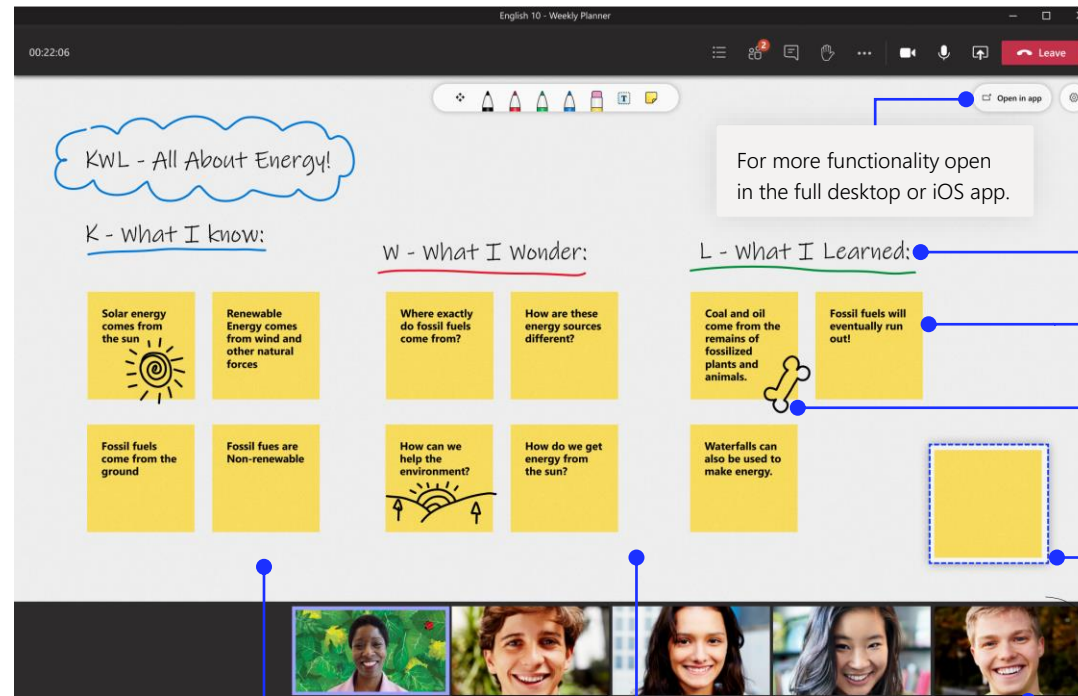 English 10 - Weekly Planner
00:22:06
2
Leave
T
Open in app
For more functionality open
in the full desktop or iOS app.
KWL - All About Energy!
K - What I know:
W - What I Wonder:
L - What I Learned:
Solar energy
comes from
the sun
Renewable
Energy comes
from wind and
other natural
forces
Where exactly
do fossil fuels
come from?
How are these
energy sources
different?
Coal and oil
come from the
remains of
fossilized
plants and
animals.
Fossil fuels will
eventually run
out!
Fossil fuels
come from the
ground
Fossil fues are
Non-renewable
How can we
help the
environment?
How do we get
energy from
the sun?
Waterfalls can
also be used to
make energy.